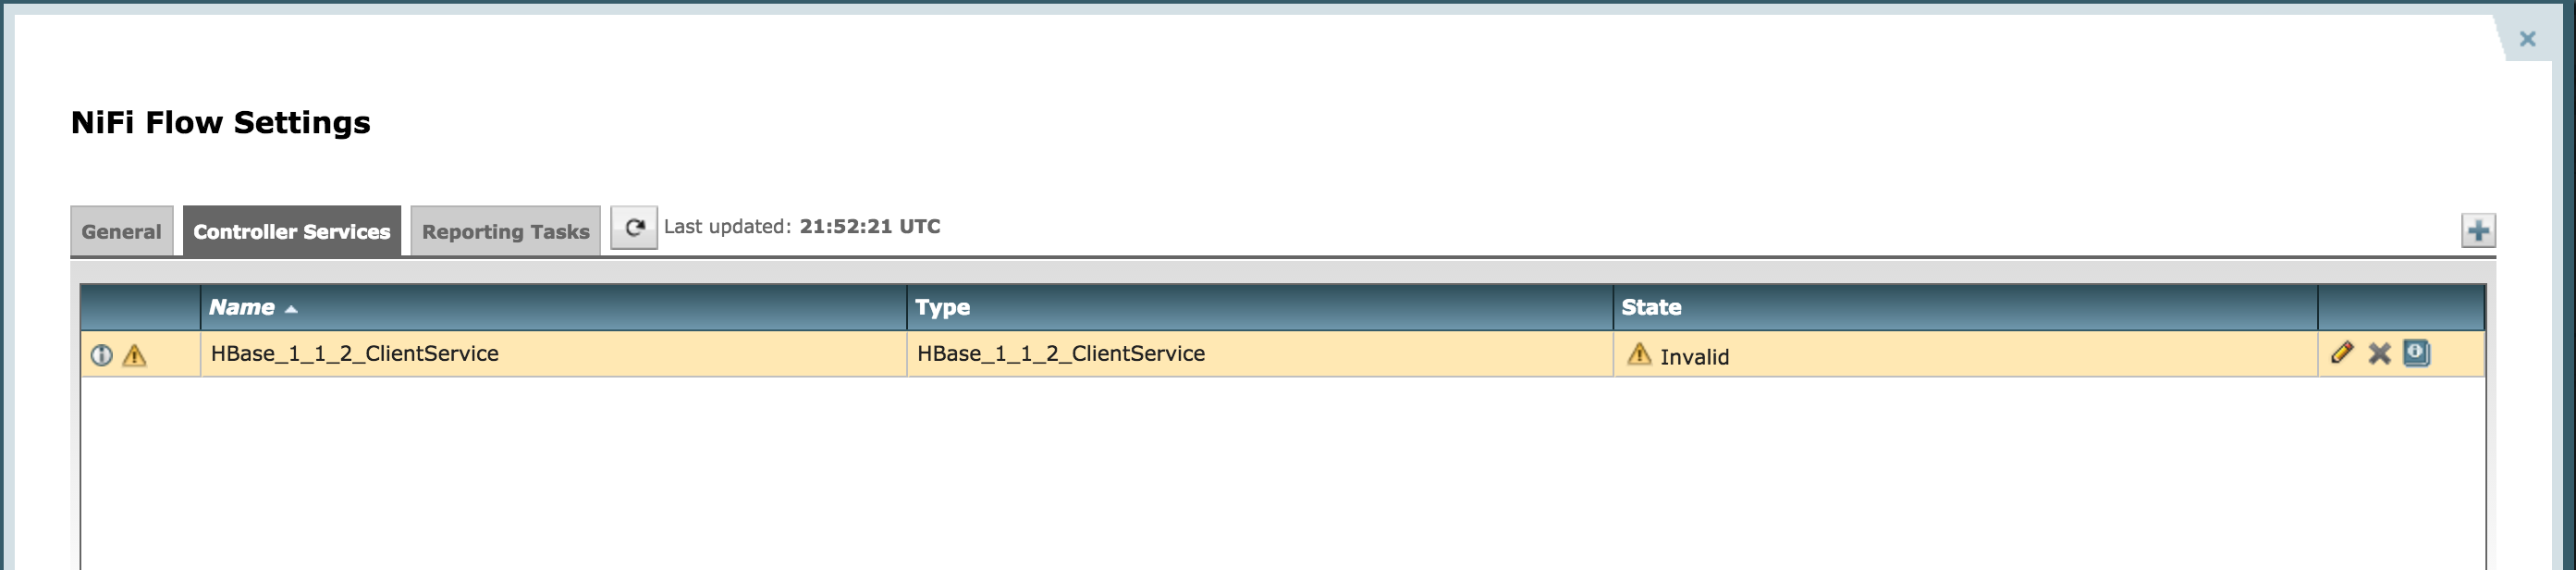 NiFi Flow Settings
General Controller Services Reporting Tasks Last updated: 21:52:21 UTC
Name Type State
HBase_1_1_2_ClientService HBase_1_1_2_ClientService Invalid